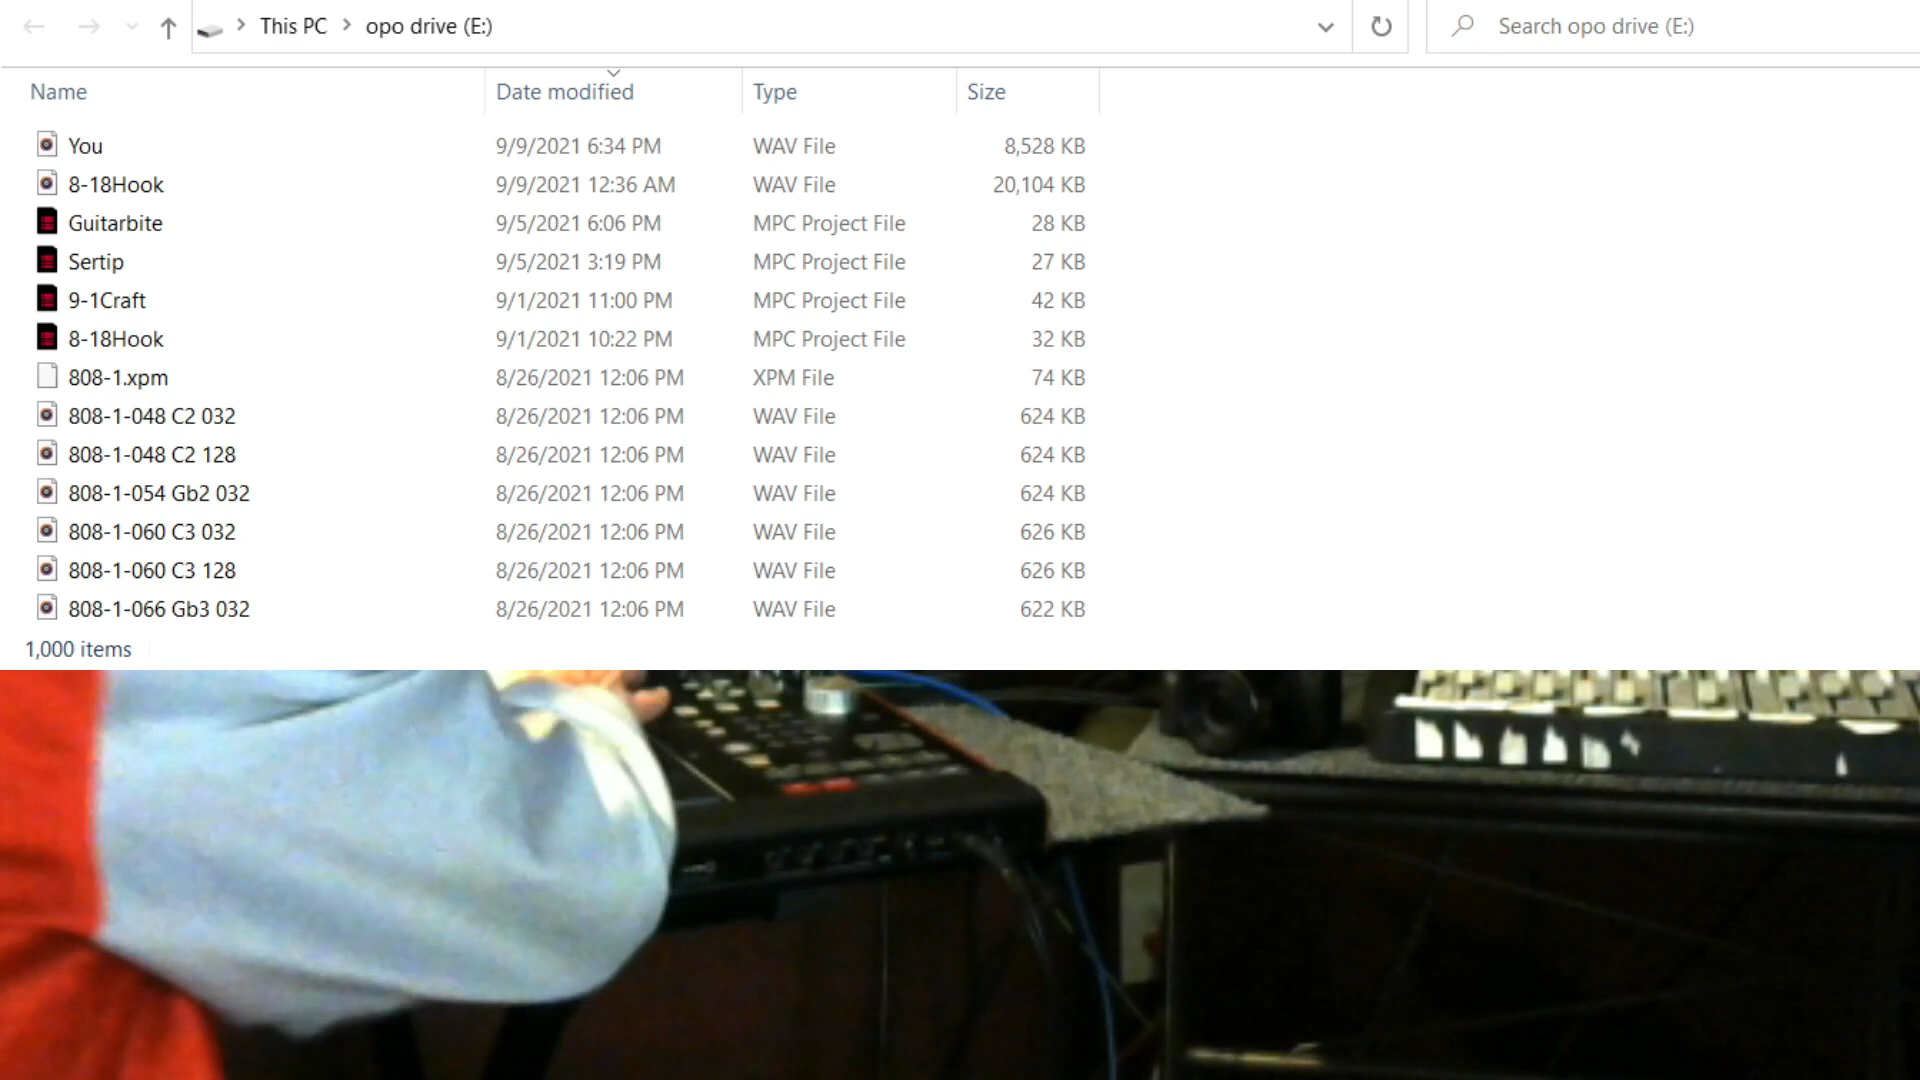 This PC > opo drive (E:)
Search opo drive (E:)
Name Date modified Type Size
You 9/9/2021 6:34 PM WAV File 8,528 KB
8-18Hook 9/9/2021 12:36 AM WAV File 20,104 KB
Guitarbite 9/5/2021 6:06 PM MPC Project File 28 KB
Sertip 9/5/2021 3:19 PM MPC Project File 27 KB
9-1Craft 9/1/2021 11:00 PM MPC Project File 42 KB
8-18Hook 9/1/2021 10:22 PM MPC Project File 32 KB
808-1.xpm 8/26/2021 12:06 PM XPM File 74 KB
808-1-048 C2 032 8/26/2021 12:06 PM WAV File 624 KB
808-1-048 C2 128 8/26/2021 12:06 PM WAV File 624 KB
808-1-054 Gb2 032 8/26/2021 12:06 PM WAV File 624 KB
808-1-060 C3 032 8/26/2021 12:06 PM WAV File 626 KB
808-1-060 C3 128 8/26/2021 12:06 PM WAV File 626 KB
808-1-066 Gb3 032 8/26/2021 12:06 PM WAV File 622 KB
1,000 items